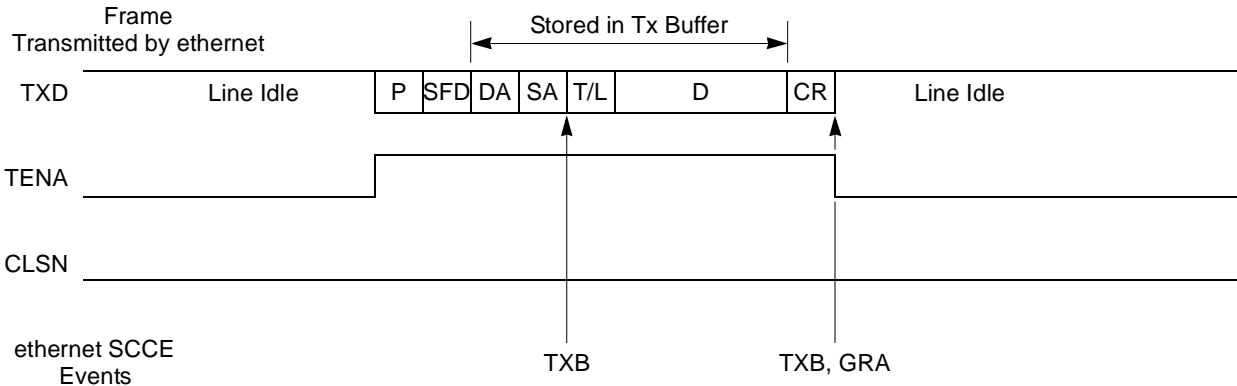 Frame
Transmitted by ethernet
Stored in Tx Buffer
TXD
Line Idle
P
SFD
DA
SA
T/L
D
CR
Line Idle
TENA
CLSN
ethernet SCCE
Events
TXB
TXB, GRA